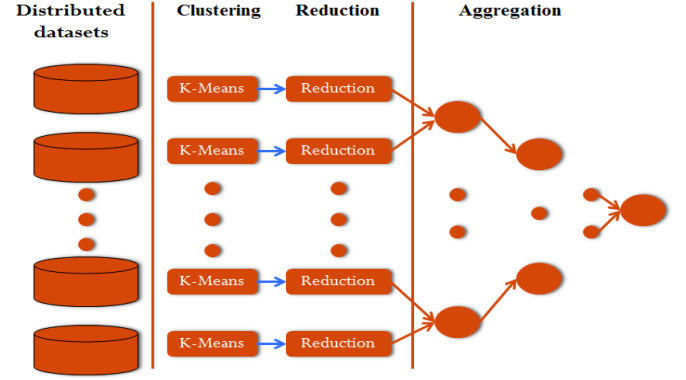 Distributed
datasets
Clustering
Reduction
Aggregation
K-Means
Reduction
K-Means
Reduction
K-Means
Reduction
K-Means
Reduction